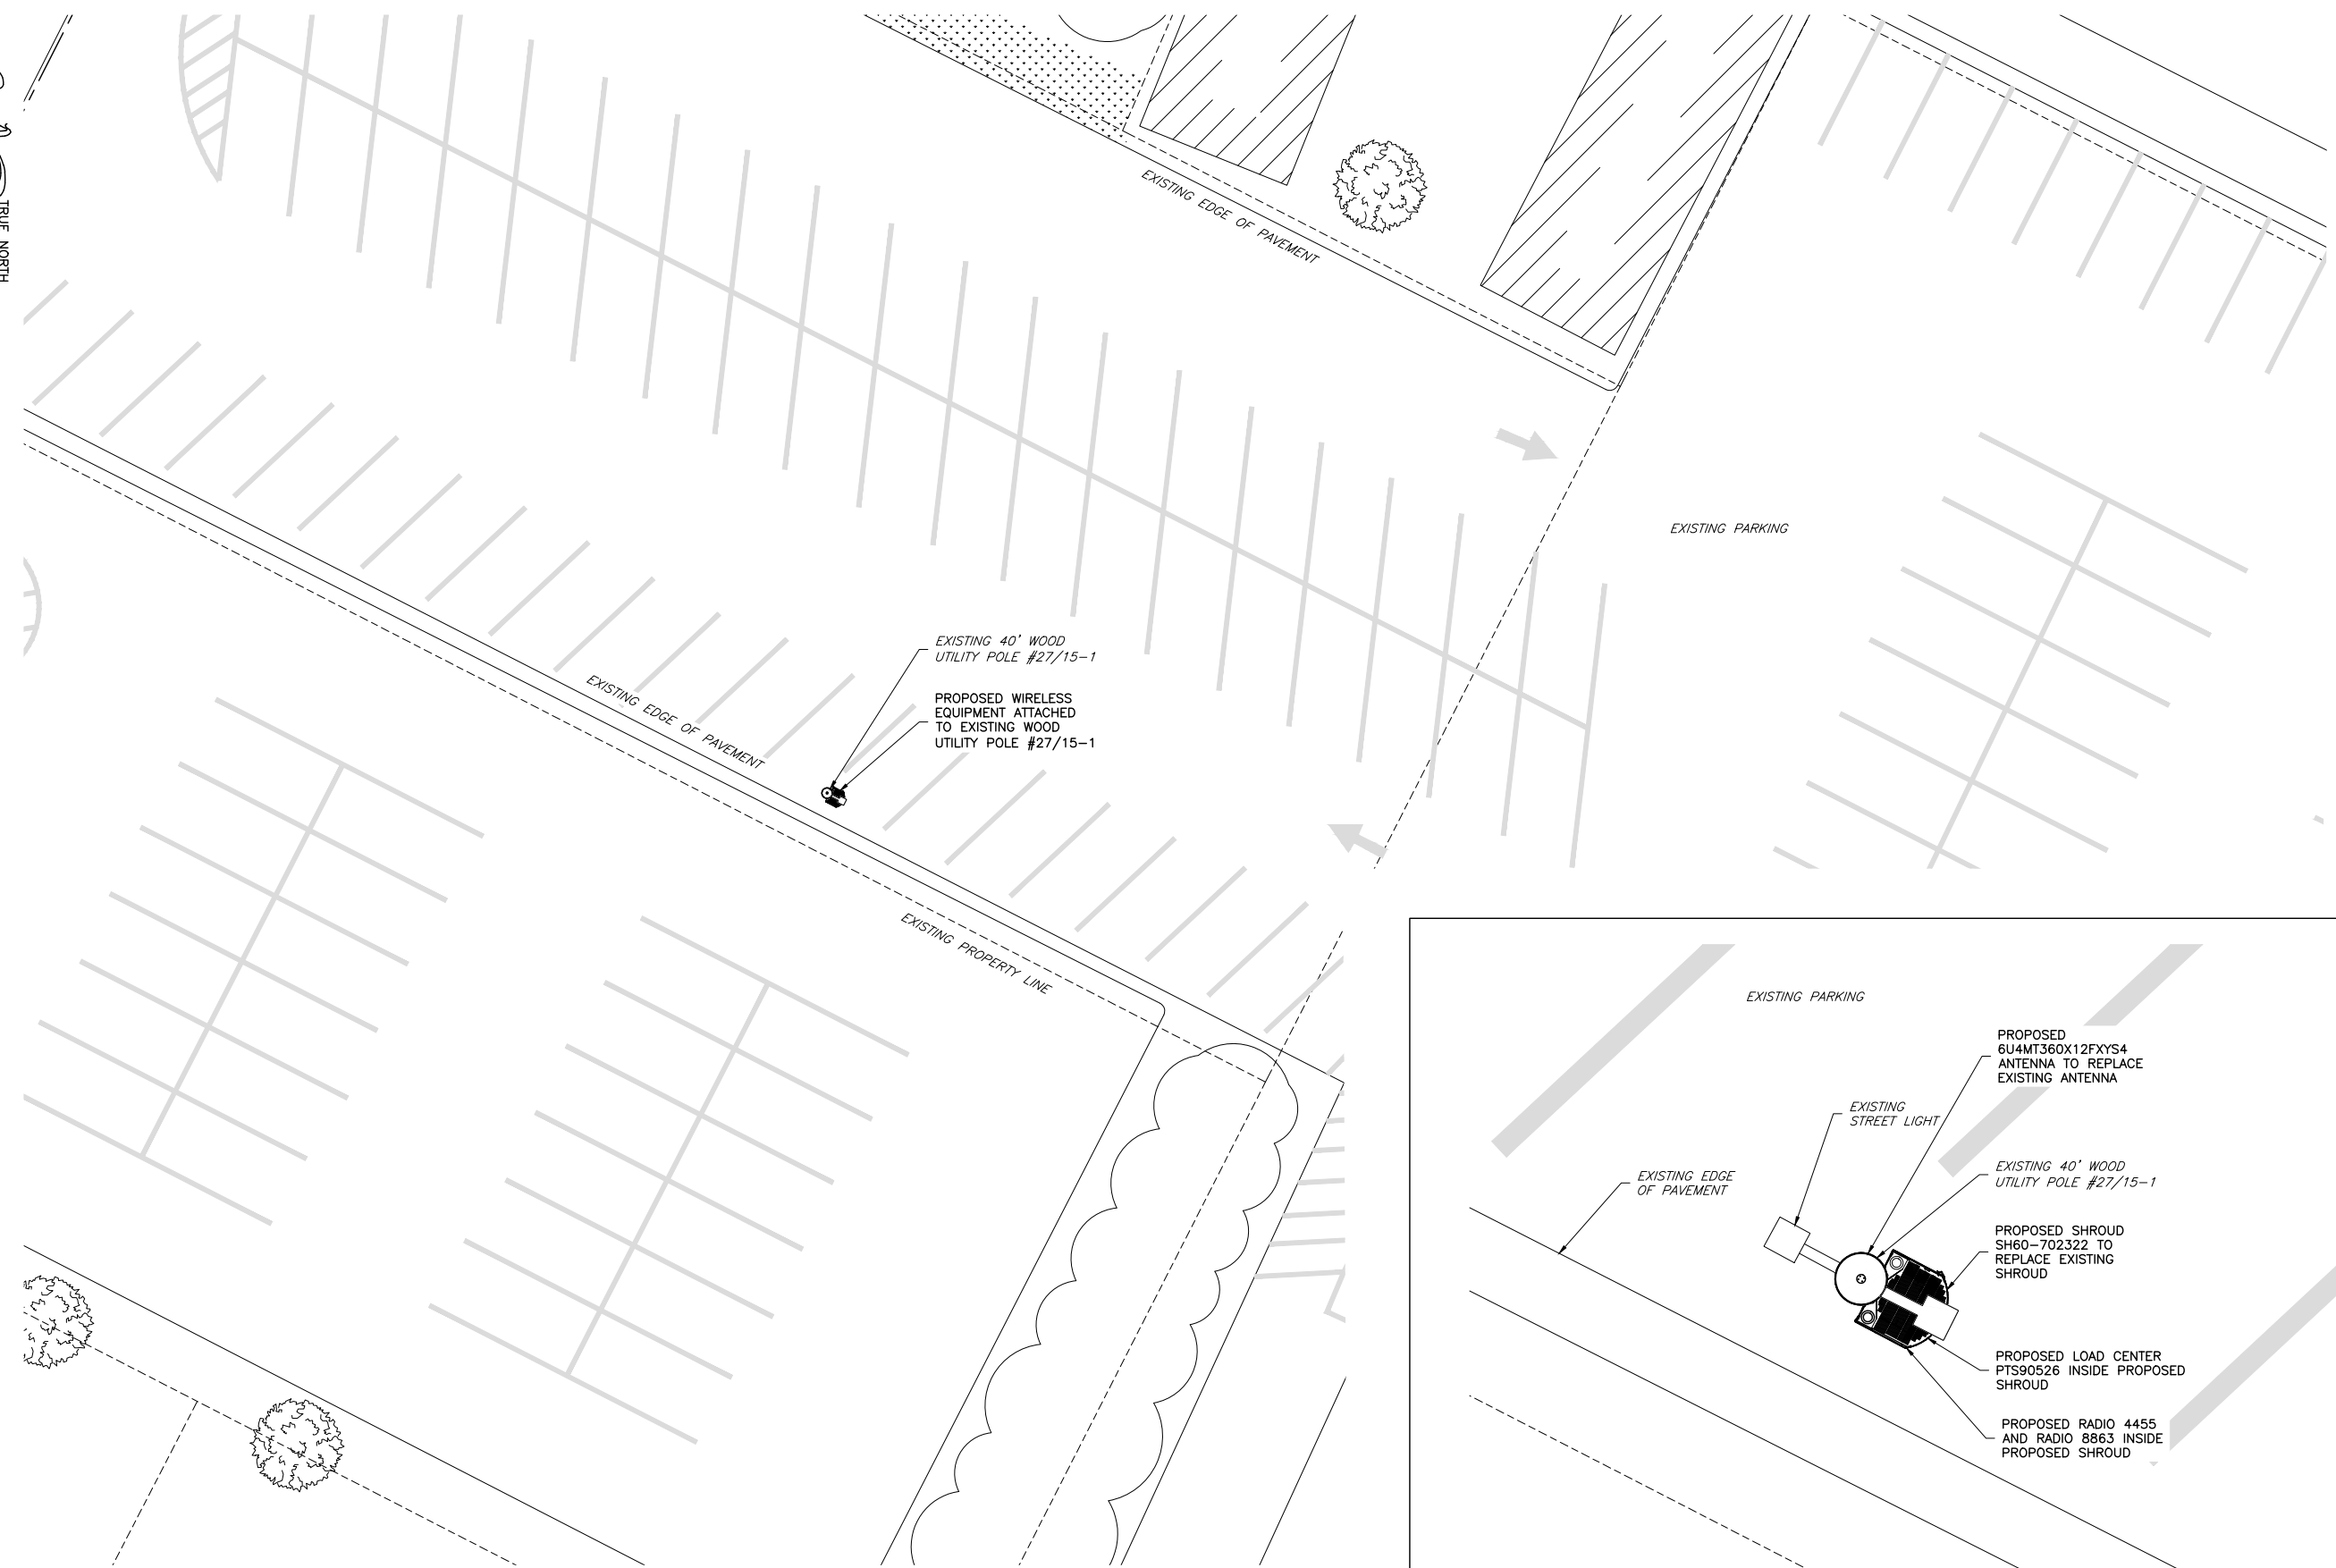 TRUE NORTH
EXISTING EDGE OF PAVEMENT
EXISTING PARKING
EXISTING 40' WOOD
UTILITY POLE #27/15-1
PROPOSED WIRELESS
EQUIPMENT ATTACHED
TO EXISTING WOOD
UTILITY POLE #27/15-1
EXISTING EDGE OF PAVEMENT
EXISTING PROPERTY LINE
EXISTING PARKING
PROPOSED
6U4MT360X12FXYS4
ANTENNA TO REPLACE
EXISTING ANTENNA
EXISTING
STREET LIGHT
EXISTING EDGE
OF PAVEMENT
EXISTING 40' WOOD
UTILITY POLE #27/15-1
PROPOSED SHROUD
SH60-702322 TO
REPLACE EXISTING
SHROUD
PROPOSED LOAD CENTER
PTS90526 INSIDE PROPOSED
SHROUD
PROPOSED RADIO 4455
AND RADIO 8863 INSIDE
PROPOSED SHROUD